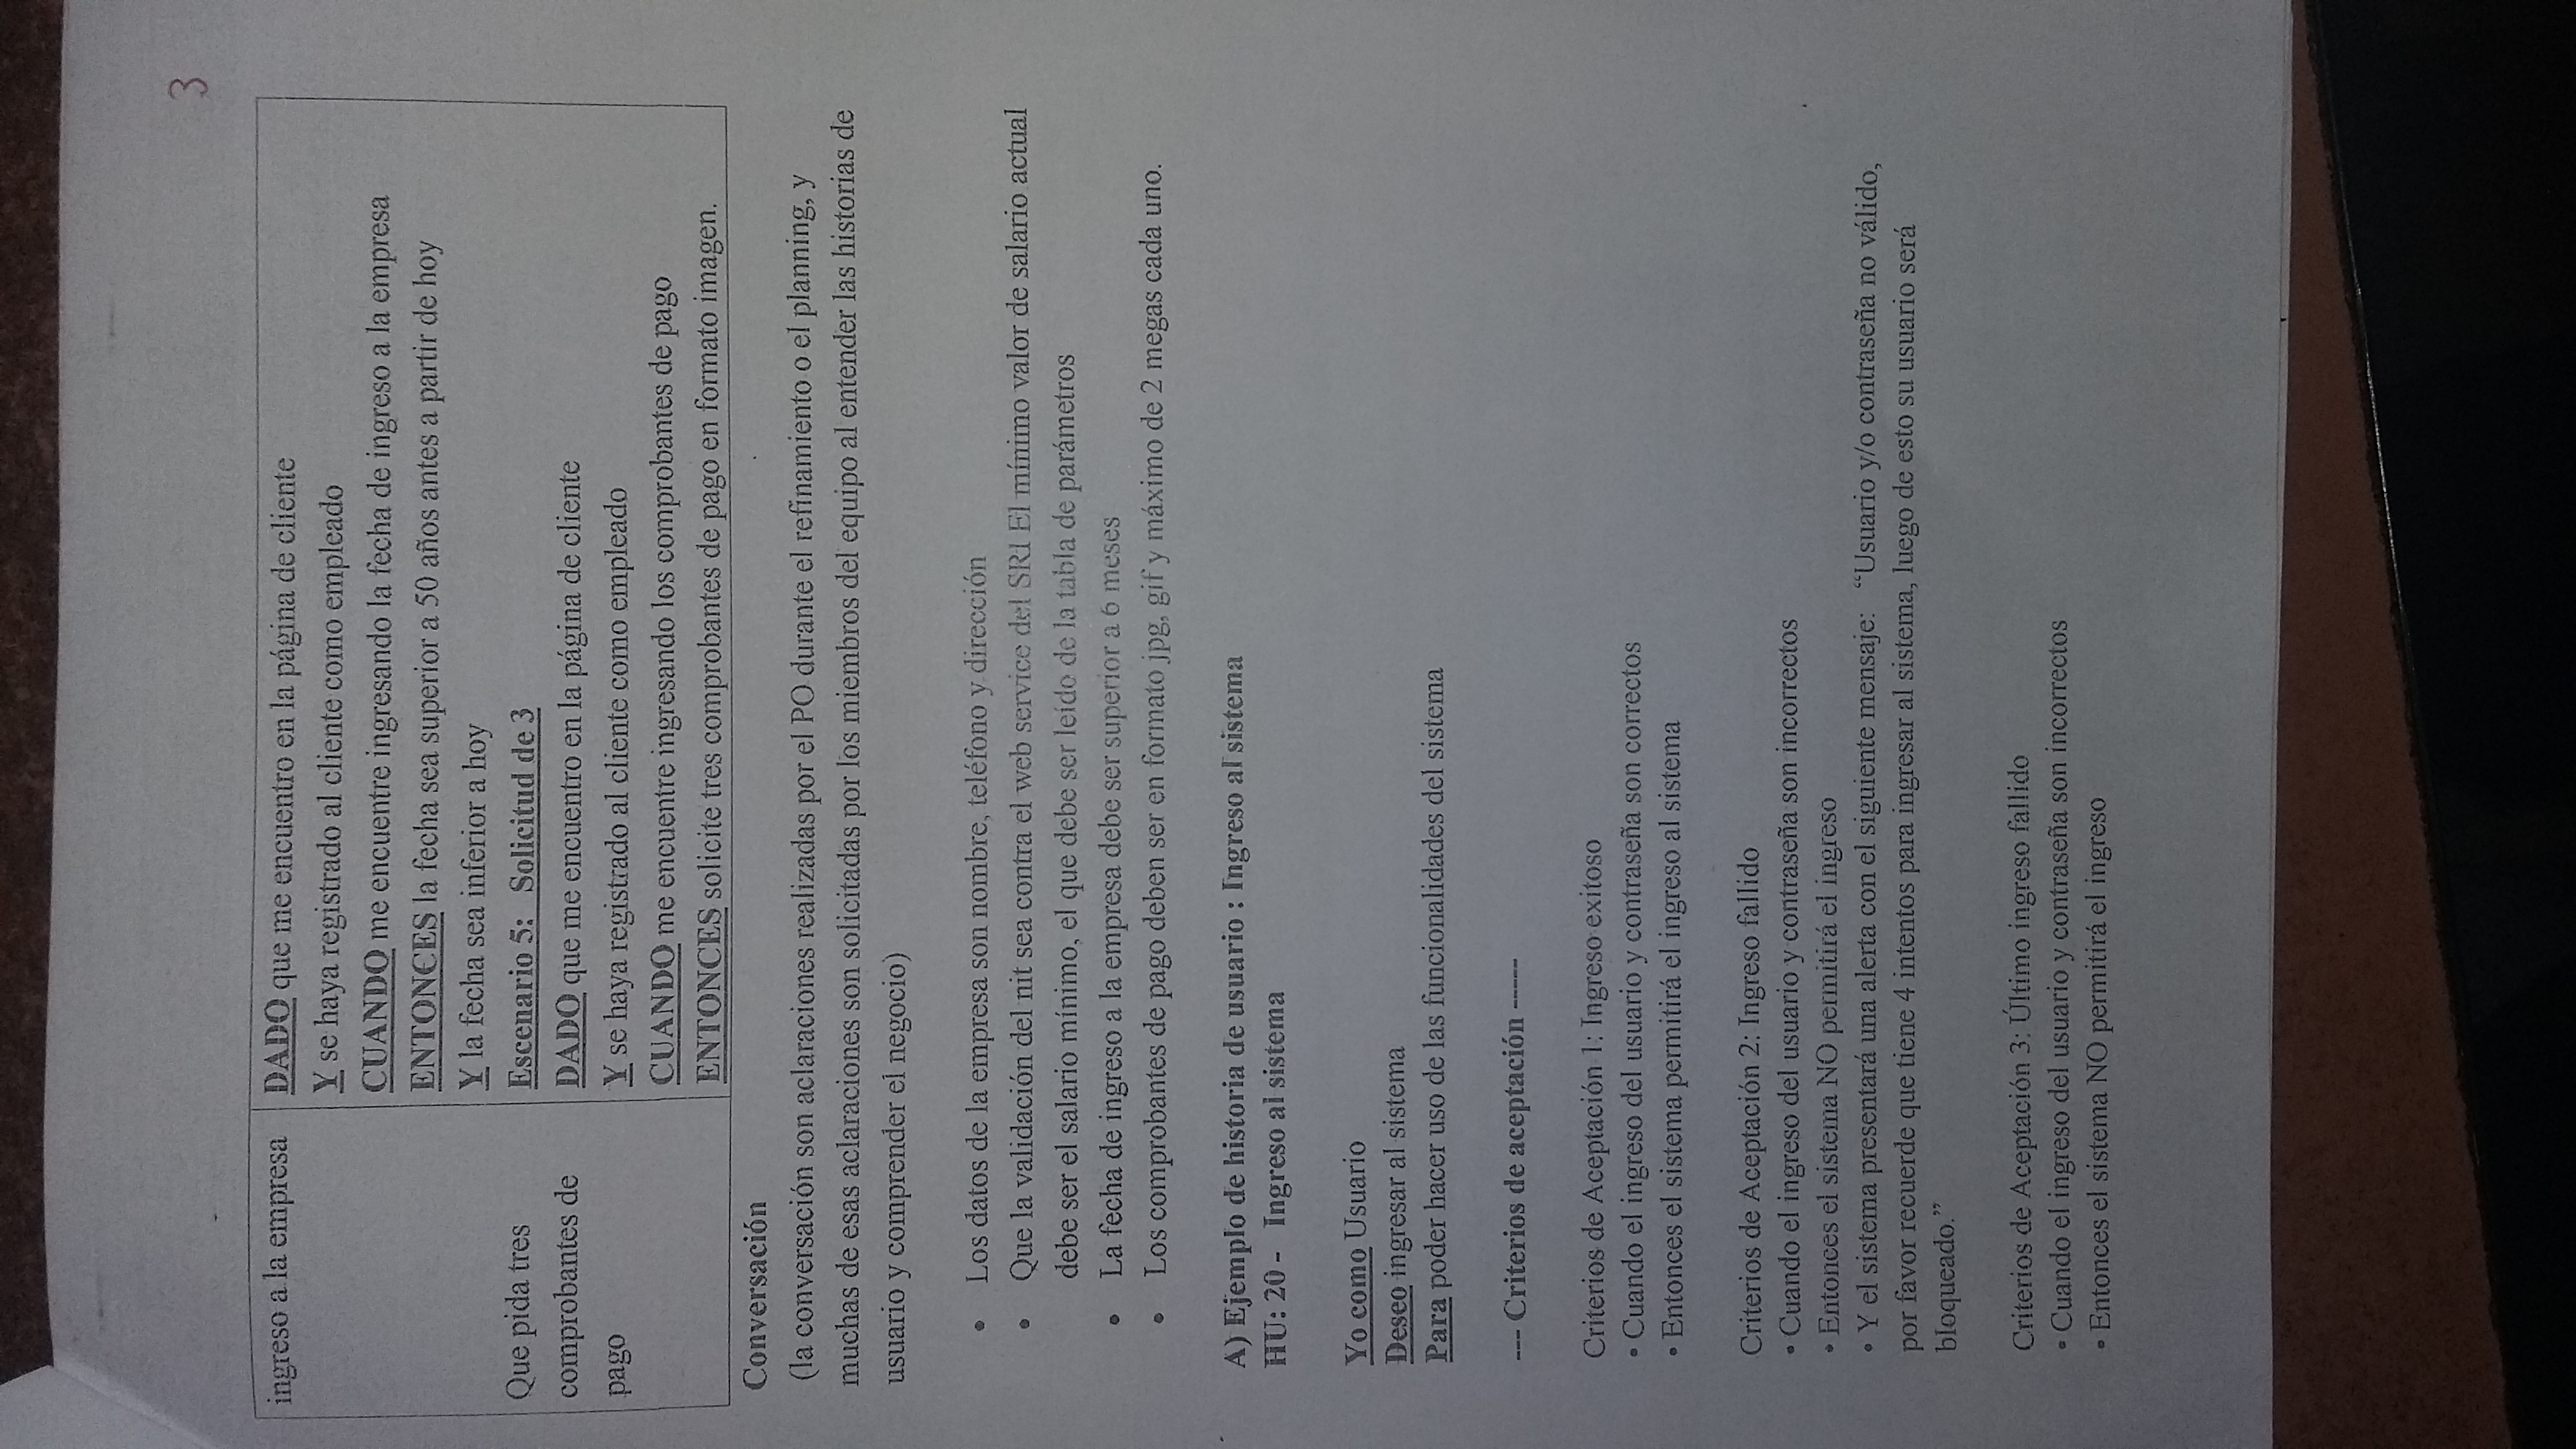 3
ingreso a la empresa
DADO que me encuentro en la página de cliente
Y se haya registrado al cliente como empleado
CUANDO me encuentre ingresando la fecha de ingreso a la empresa
ENTONCES la fecha sea superior a 50 años antes a partir de hoy
Y la fecha sea inferior a hoy
Que pida tres
comprobantes de
pago
Escenario 5: Solicitud de 3
DADO que me encuentro en la página de cliente
Y se haya registrado al cliente como empleado
CUANDO me encuentre ingresando los comprobantes de pago
ENTONCES solicite tres comprobantes de pago en formato imagen.
Conversación
(la conversación son aclaraciones realizadas por el PO durante el refinamiento o el planning, y
muchas de esas aclaraciones son solicitadas por los miembros del equipo al entender las historias de
usuario y comprender el negocio)
• Los datos de la empresa son nombre, teléfono y dirección
• Que la validación del nit sea contra el web service del SRI El mínimo valor de salario actual
debe ser el salario mínimo, el que debe ser leído de la tabla de parámetros
• La fecha de ingreso a la empresa debe ser superior a 6 meses
• Los comprobantes de pago deben ser en formato jpg, gif y máximo de 2 megas cada uno.
A) Ejemplo de historia de usuario : Ingreso al sistema
HU: 20 - Ingreso al sistema
Yo como Usuario
Deseo ingresar al sistema
Para poder hacer uso de las funcionalidades del sistema
--- Criterios de aceptación -----
Criterios de Aceptación 1: Ingreso exitoso
• Cuando el ingreso del usuario y contraseña son correctos
• Entonces el sistema permitirá el ingreso al sistema
Criterios de Aceptación 2: Ingreso fallido
• Cuando el ingreso del usuario y contraseña son incorrectos
• Entonces el sistema NO permitirá el ingreso
• Y el sistema presentará una alerta con el siguiente mensaje: “Usuario y/o contraseña no válido,
por favor recuerde que tiene 4 intentos para ingresar al sistema, luego de esto su usuario será
bloqueado.”
Criterios de Aceptación 3: Último ingreso fallido
• Cuando el ingreso del usuario y contraseña son incorrectos
• Entonces el sistema NO permitirá el ingreso